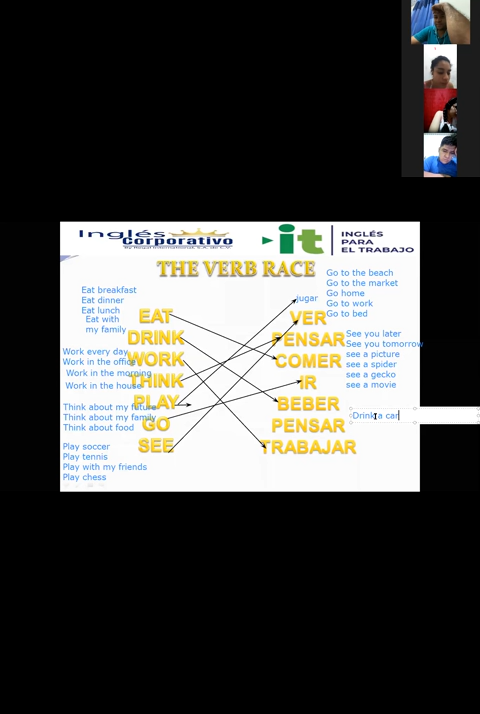 Inglés
Corporativo
it
INGLÉS
PARA
EL TRABAJO
THE VERB RACE
Eat breakfast
Eat dinner
Eat lunch
Eat with
my family
Work every day
Work in the office
Work in the morning
Work in the house
Think about my future
Think about my family
Think about food
Play soccer
Play tennis
Play with my friends
Play chess
EAT
DRINK
WORK
THINK
PLAY
GO
SEE
jugar
VER
PENSAR
COMER
IR
BEBER
PENSAR
TRABAJAR
Go to the beach
Go to the market
Go home
Go to work
Go to bed
See you later
See you tomorrow
see a picture
see a spider
see a gecko
see a movie
Drink a car